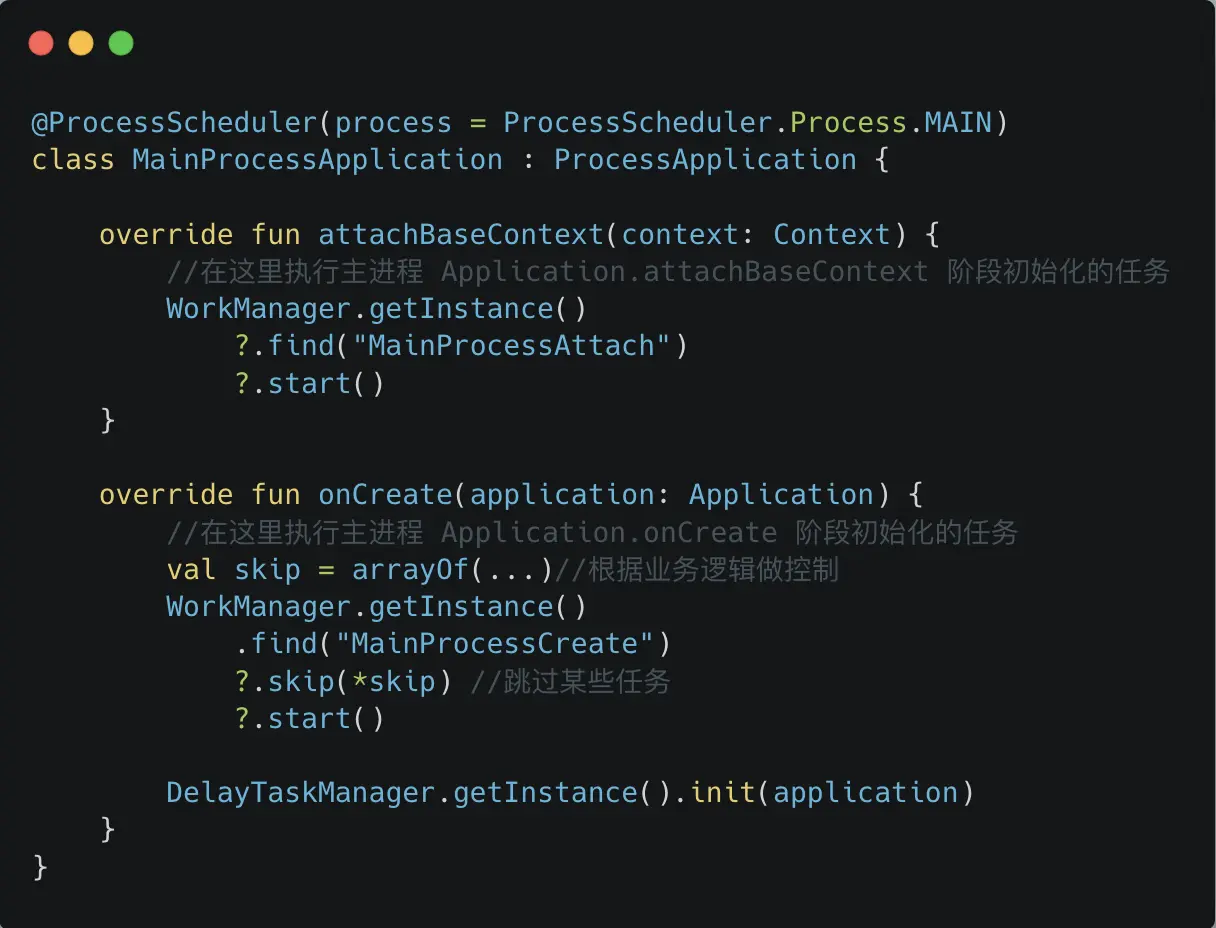 @ProcessScheduler(process = ProcessScheduler.Process.MAIN)
class MainProcessApplication : ProcessApplication {

    override fun attachBaseContext(context: Context) {
        //在这里执行主进程 Application.attachBaseContext 阶段初始化的任务
        WorkManager.getInstance()
            ?.find("MainProcessAttach")
            ?.start()
    }

    override fun onCreate(application: Application) {
        //在这里执行主进程 Application.onCreate 阶段初始化的任务
        val skip = arrayOf(...)//根据业务逻辑做控制
        WorkManager.getInstance()
            .find("MainProcessCreate")
            ?.skip(*skip) //跳过某些任务
            ?.start()

        DelayTaskManager.getInstance().init(application)
    }
}